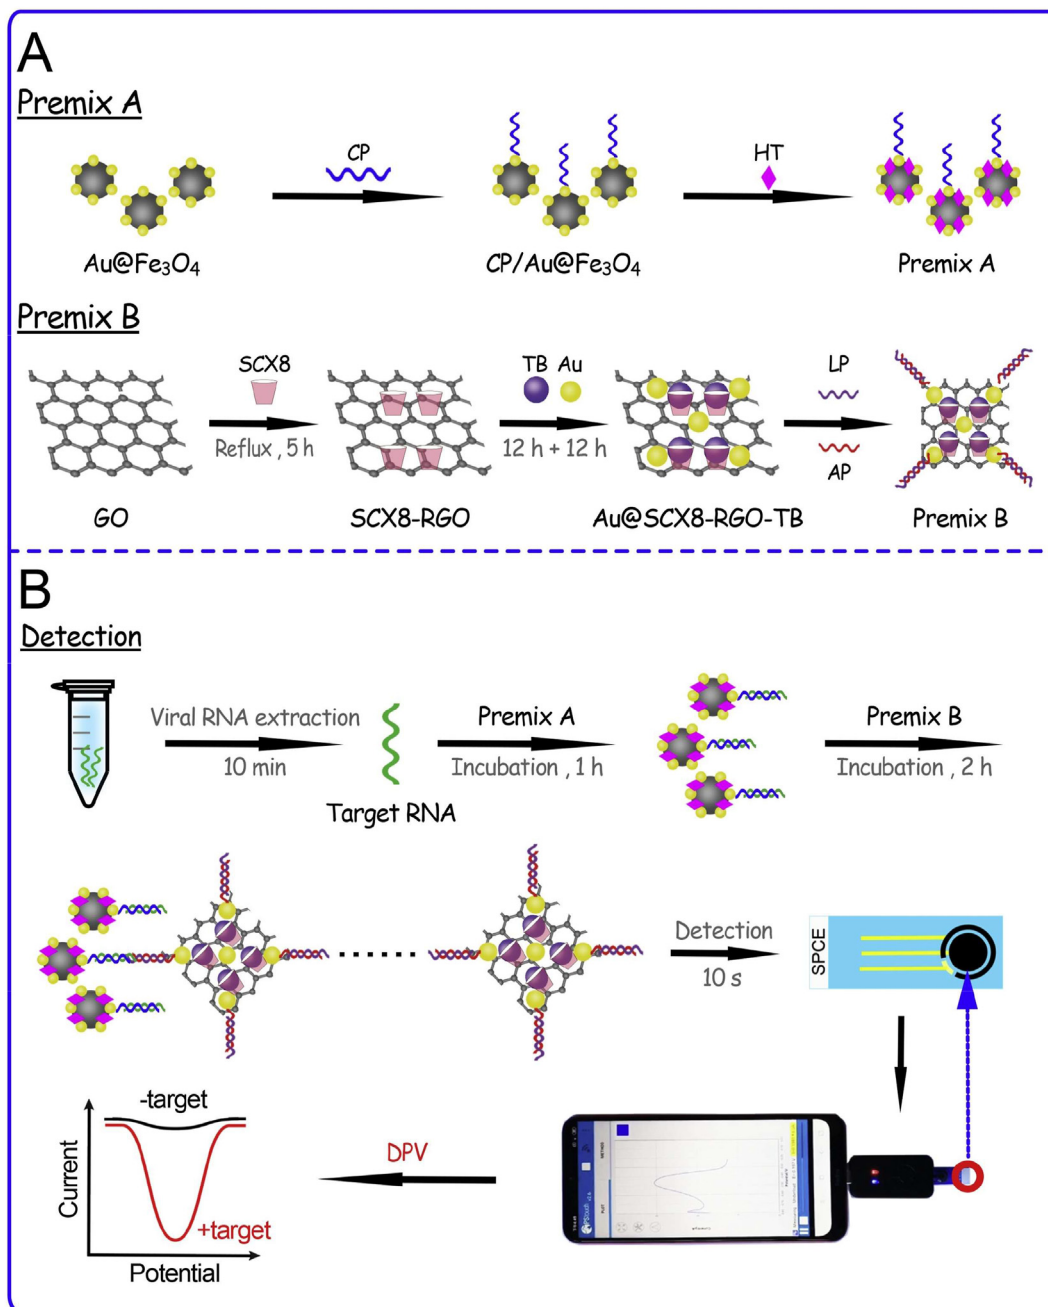 A
Premix A
CP
HT
Au@Fe₃O₄
CP/Au@Fe₃O₄
Premix A
Premix B
SCX8
TB Au
LP
Reflux , 5 h
12 h + 12 h
AP
GO
SCX8-RGO
Au@SCX8-RGO-TB
Premix B
B
Detection
Viral RNA extraction
10 min
Target RNA
Premix A
Incubation , 1 h
Premix B
Incubation , 2 h
Detection
10 s
SPCE
-target
+target
Current
Potential
DPV